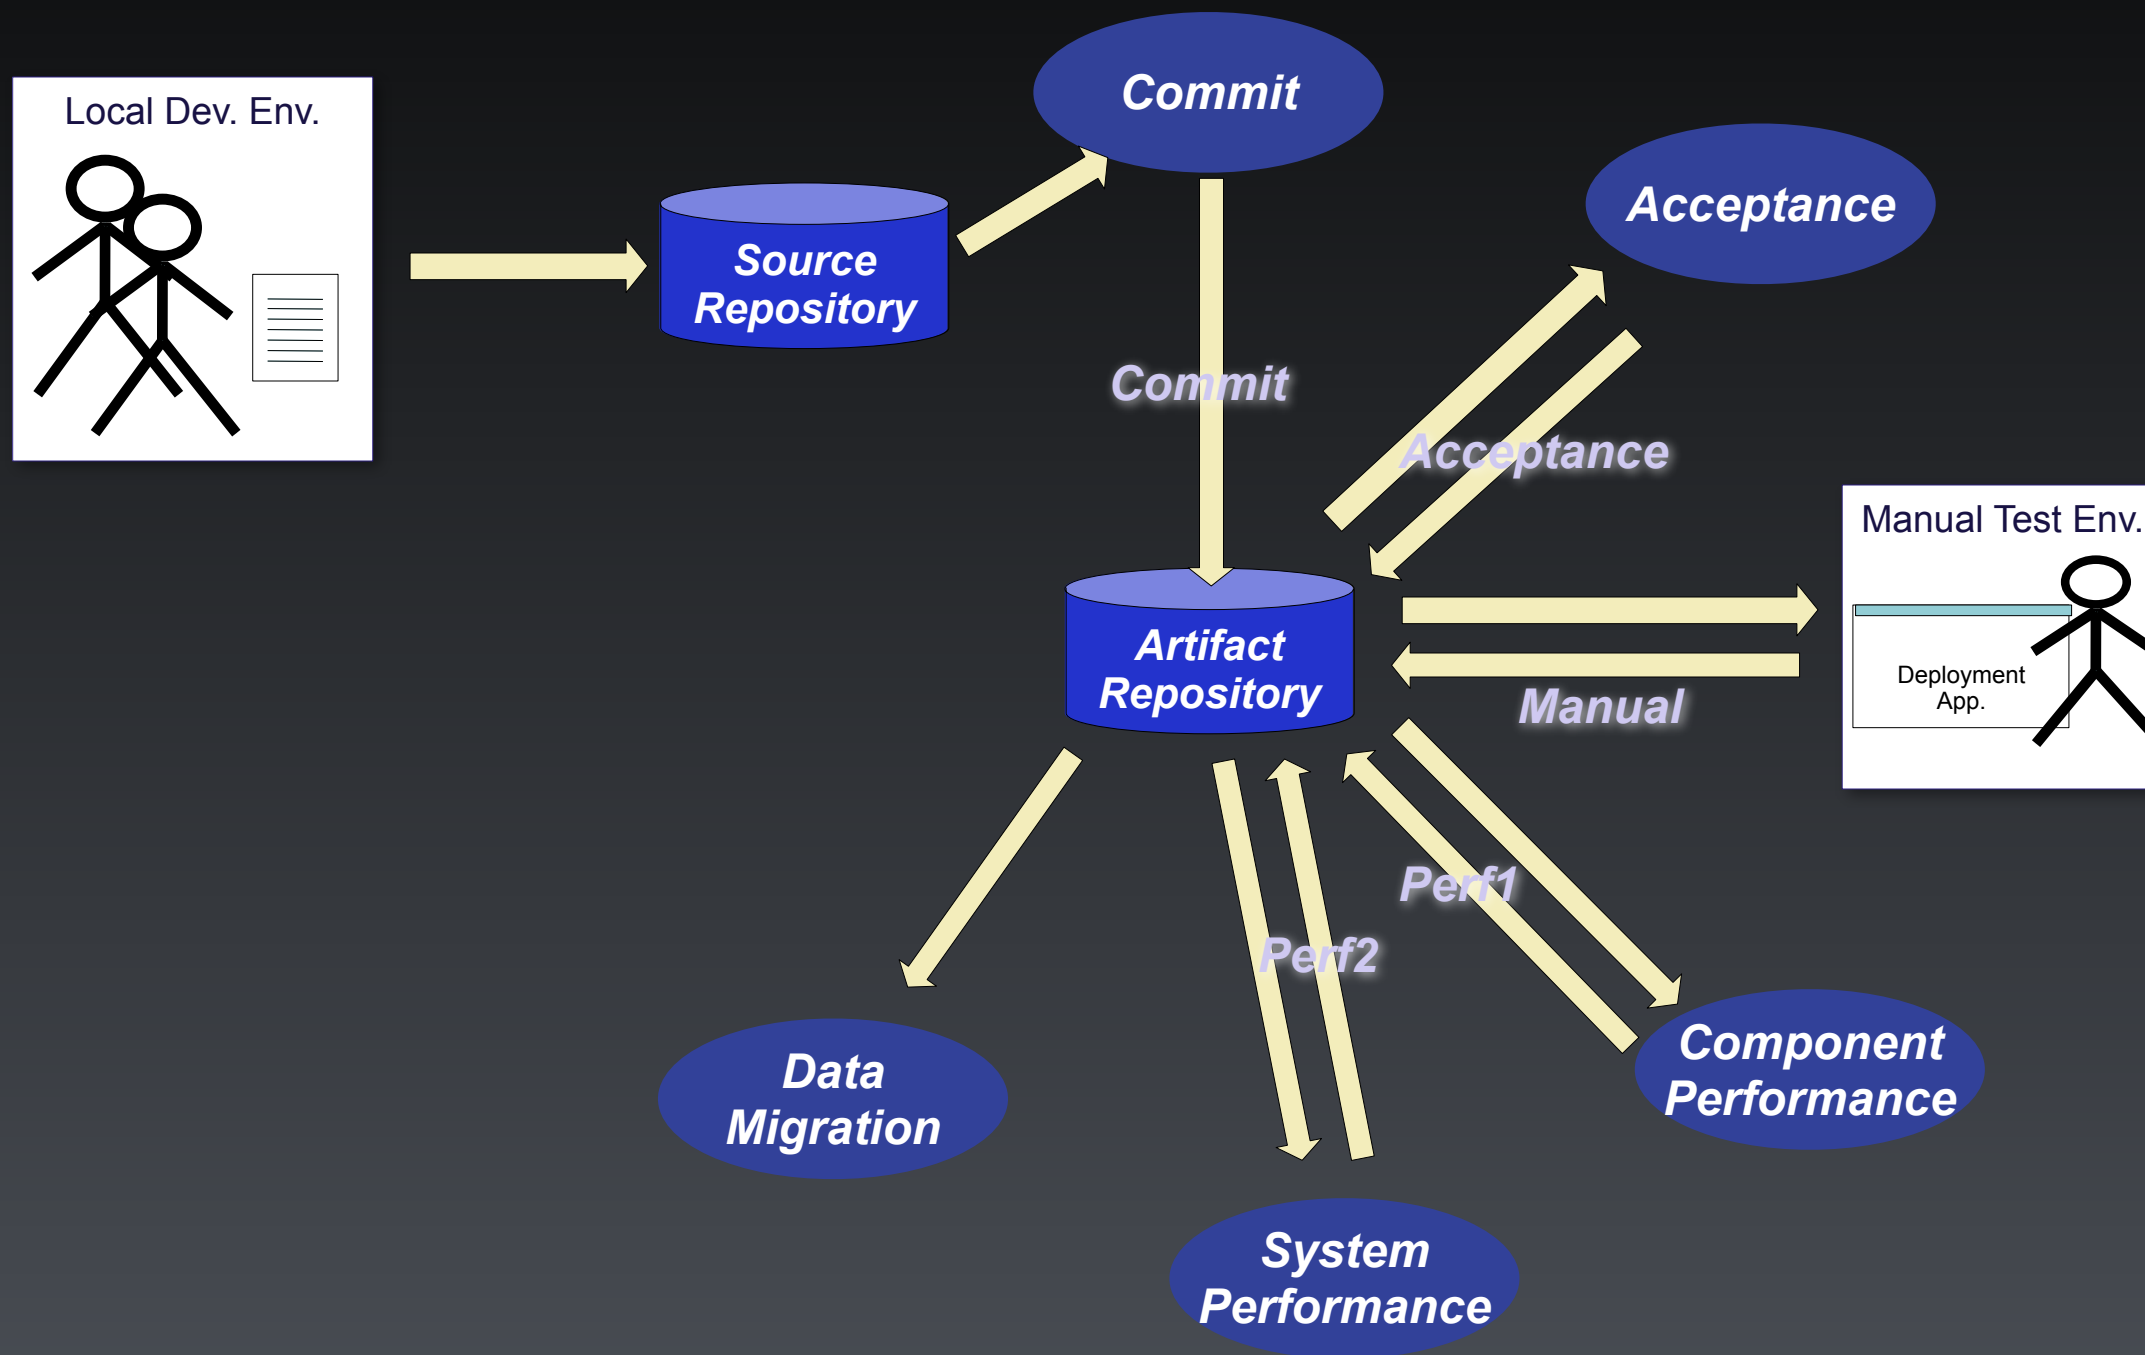 Local Dev. Env.
Commit
Acceptance
Source
Repository
Commit
Acceptance
Manual Test Env.
Artifact
Repository
Deployment
App.
Manual
Perf1
Perf2
Data
Migration
Component
Performance
System
Performance